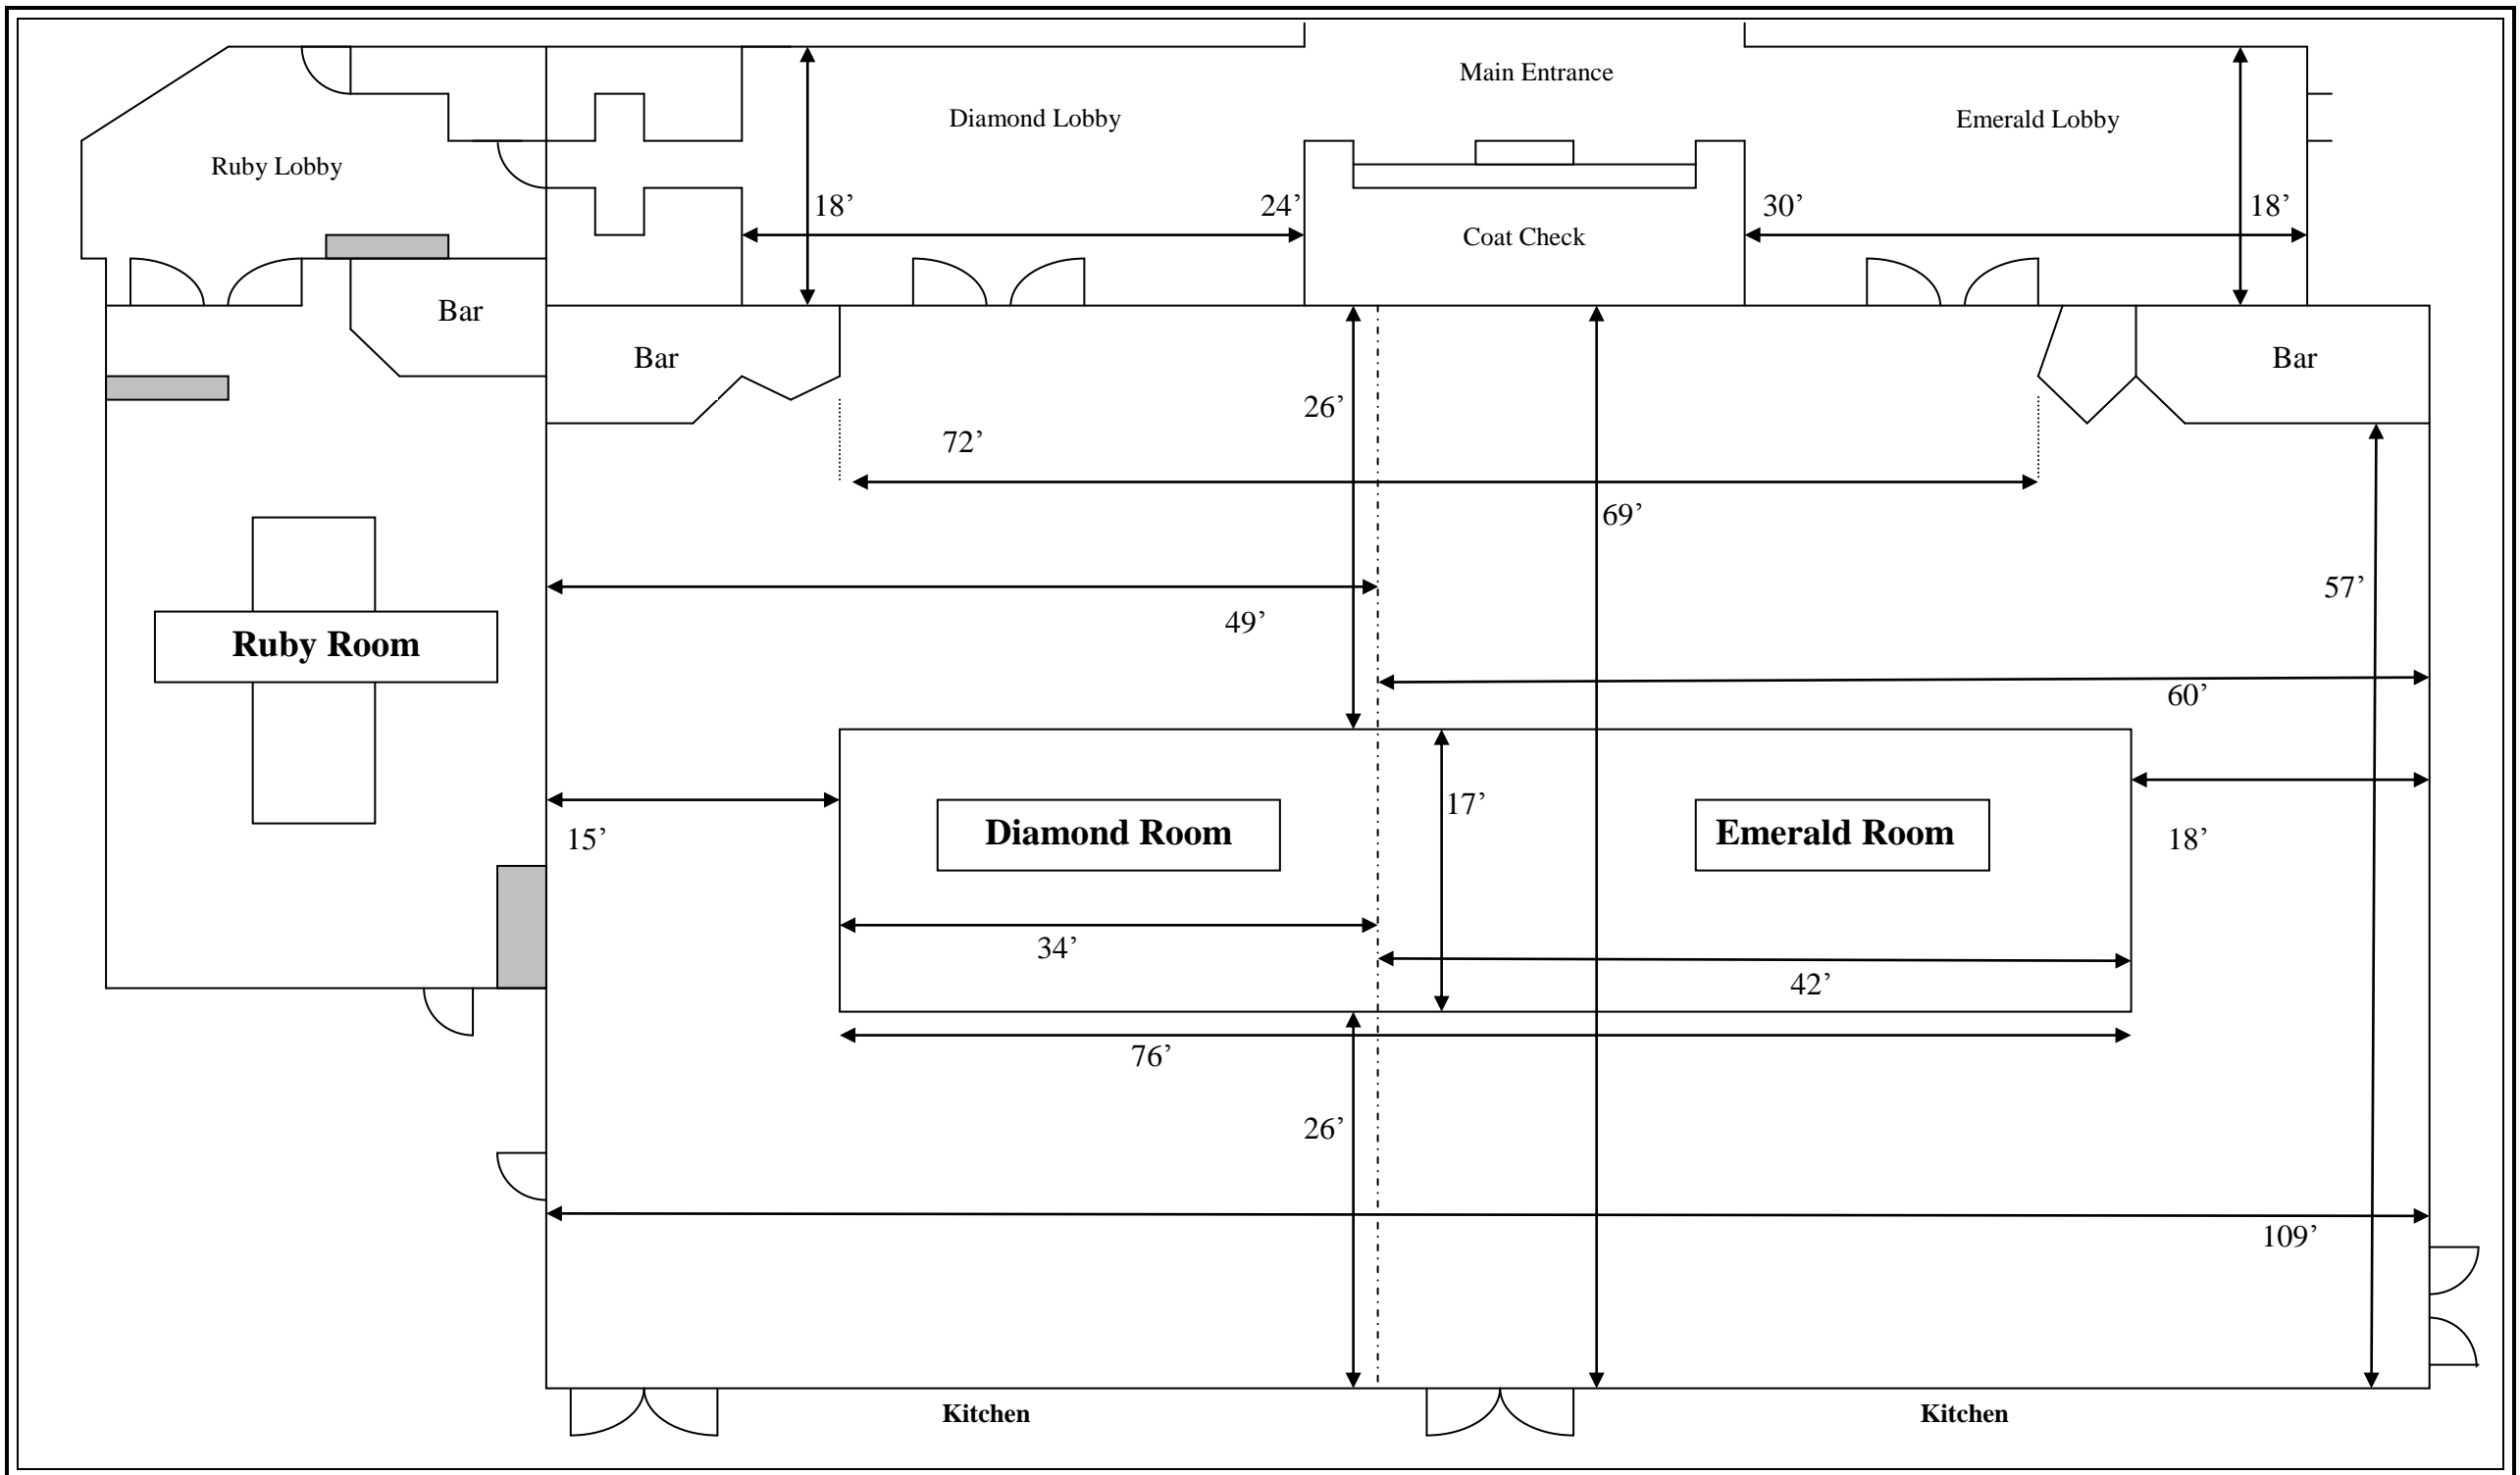 Main Entrance
Diamond Lobby
Emerald Lobby
Ruby Lobby
18’
24’
30’
18’
Coat Check
Bar
Bar
Bar
26’
72’
69’
57’
49’
Ruby Room
60’
17’
15’
Diamond Room
Emerald Room
18’
34’
42’
76’
26’
109’
Kitchen
Kitchen